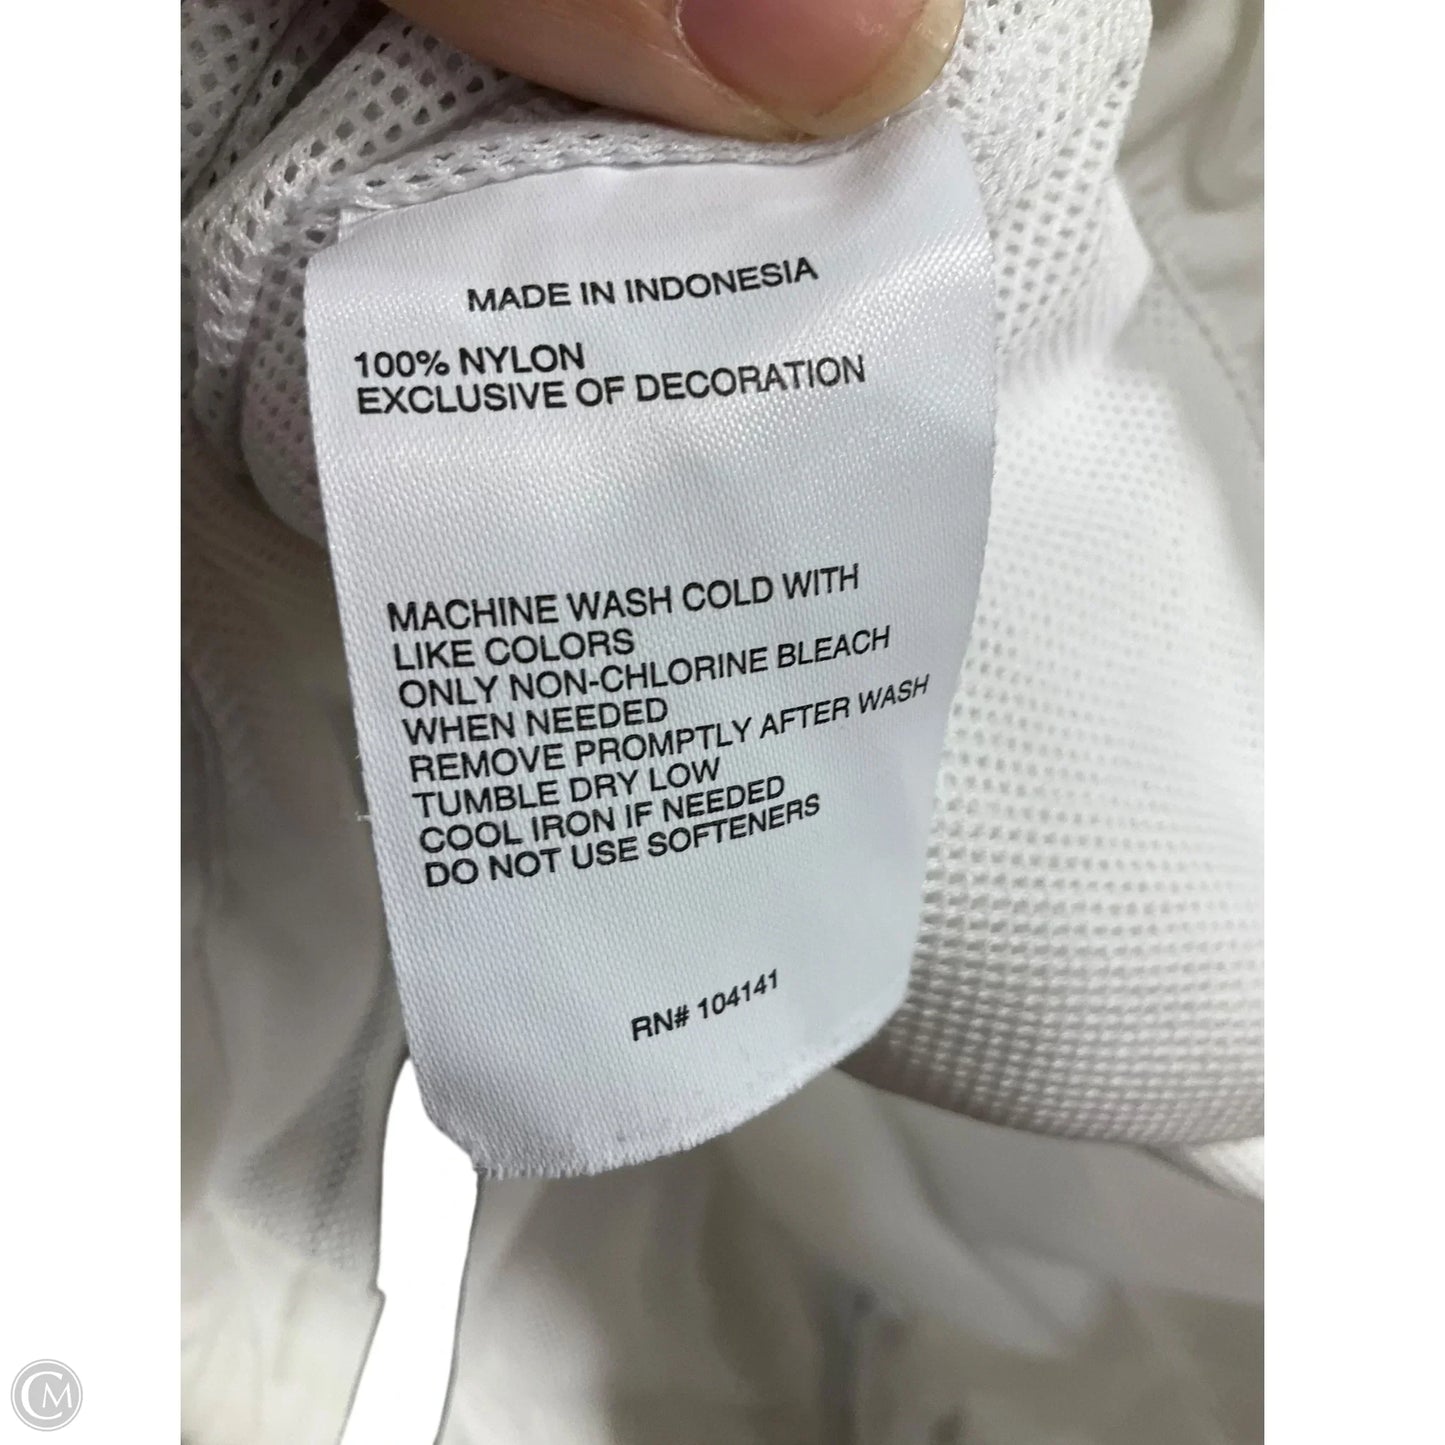 MADE IN INDONESIA
100% NYLON
EXCLUSIVE OF DECORATION
MACHINE WASH COLD WITH
LIKE COLORS
ONLY NON-CHLORINE BLEACH
WHEN NEEDED
REMOVE PROMPTLY AFTER WASH
TUMBLE DRY LOW
COOL IRON IF NEEDED
DO NOT USE SOFTENERS
RN# 104141
CM